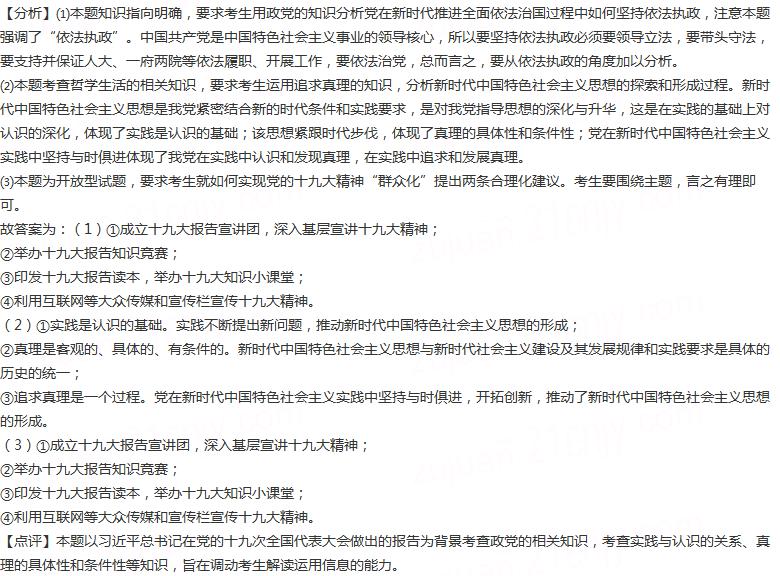 【分析】⑴本题知识指向明确，要求考生用政党的知识分析党在新时代推进全面依法治国过程中如何坚持依法执政，注意本题
强调了“依法执政”。中国共产党是中国特色社会主义事业的领导核心，所以要坚持依法执政必须要领导立法，要带头守法，
要支持并保证人大、一府两院等依法履职、开展工作，要依法治党，总而言之，要从依法执政的角度加以分析。
⑵本题考查哲学生活的相关知识，要求考生运用追求真理的知识，分析新时代中国特色社会主义思想的探索和形成过程。新时
代中国特色社会主义思想是我党紧密结合新的时代条件和实践要求，是对我党指导思想的深化与升华，这是在实践的基础上对
认识的深化，体现了实践是认识的基础；该思想紧跟时代步伐，体现了真理的具体性和条件性；党在新时代中国特色社会主义
实践中坚持与时俱进体现了我党在实践中认识和发现真理，在实践中追求和发展真理。
⑶本题为开放型试题，要求考生就如何实现党的十九大精神“群众化”提出两条合理化建议。考生要围绕主题，言之有理即
可。
故答案为：（1）①成立十九大报告宣讲团，深入基层宣讲十九大精神；
②举办十九大报告知识竞赛；
③印发十九大报告读本，举办十九大知识小课堂；
④利用互联网等大众传媒和宣传栏宣传十九大精神。
（2）①实践是认识的基础。实践不断提出新问题，推动新时代中国特色社会主义思想的形成；
②真理是客观的、具体的、有条件的。新时代中国特色社会主义思想与新时代社会主义建设及其发展规律和实践要求是具体的
历史的统一；
③追求真理是一个过程。党在新时代中国特色社会主义实践中坚持与时俱进，开拓创新，推动了新时代中国特色社会主义思想
的形成。
（3）①成立十九大报告宣讲团，深入基层宣讲十九大精神；
②举办十九大报告知识竞赛；
③印发十九大报告读本，举办十九大知识小课堂；
④利用互联网等大众传媒和宣传栏宣传十九大精神。
【点评】本题以习近平总书记在党的十九次全国代表大会做出的报告为背景考查政党的相关知识，考查实践与认识的关系、真
理的具体性和条件性等知识，旨在调动考生解读运用信息的能力。